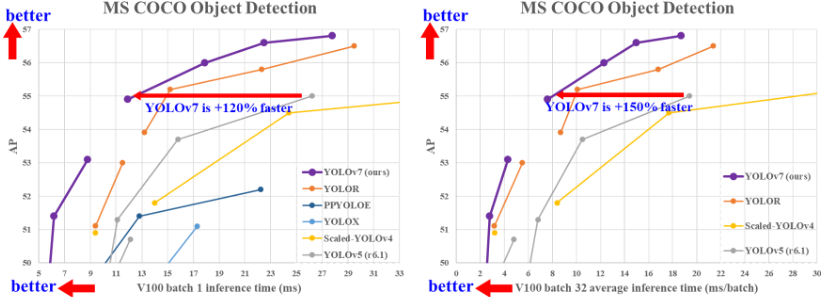 MS COCO Object Detection
better
57
56
55
54
53
52
51
50
AP
YOLOv7 is +120% faster
YOLOv7 (ours)
YOLOR
PPYOLOE
YOLOX
Scaled-YOLOv4
YOLOv5 (r6.1)
5 7 9 11 13 15 17 19 21 23 25 27 29 31 33
better
V100 batch 1 inference time (ms)
MS COCO Object Detection
better
57
56
55
54
53
52
51
50
AP
YOLOv7 is +150% faster
YOLOv7 (ours)
YOLOR
Scaled-YOLOv4
YOLOv5 (r6.1)
0 2 4 6 8 10 12 14 16 18 20 22 24 26 28 30
better
V100 batch 32 average inference time (ms/batch)